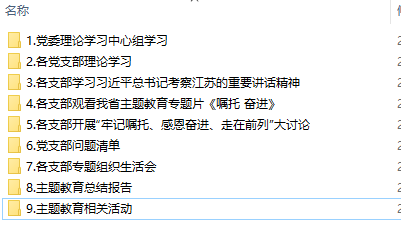 名称
1.党委理论学习中心组学习
2.各党支部理论学习
3.各支部学习习近平总书记考察江苏的重要讲话精神
4.各支部观看我省主题教育专题片《嘱托 奋进》
5.各支部开展“牢记嘱托、感恩奋进、走在前列”大讨论
6.党支部问题清单
7.各支部专题组织生活会
8.主题教育总结报告
9.主题教育相关活动